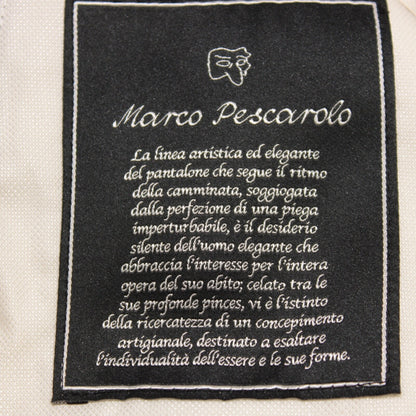 Marco Pescarolo
La linea artistica ed elegante
del pantalone che segue il ritmo
della camminata, soggiogata
dalla perfezione di una piega
imperturbabile, è il desiderio
silente dell'uomo elegante che
abbraccia l'interesse per l'intera
opera del suo abito; celato tra le
sue profonde pinces, vi è l'istinto
della ricercatezza di un concepimento
artigianale, destinato a esaltare
l'individualità dell'essere e le sue forme.